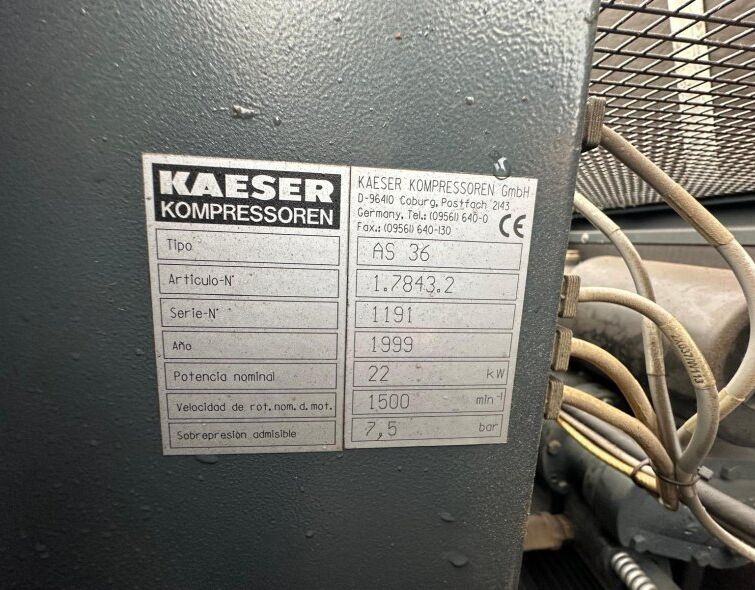 KAESER
KOMPRESSOREN
KAESER KOMPRESSOREN GmbH
D-96410 Coburg, Postfach 2143
Germany, Tel.: (09561) 640-0
Fax.: (09561) 640-130
CE
Tipo AS 36
Articulo-N° 1.7843.2
Serie-N° 1191
Año 1999
Potencia nominal 22 kW
Velocidad de rot. nom. d. mot. 1500 min⁻¹
Sobrepresión admisible 7,5 bar